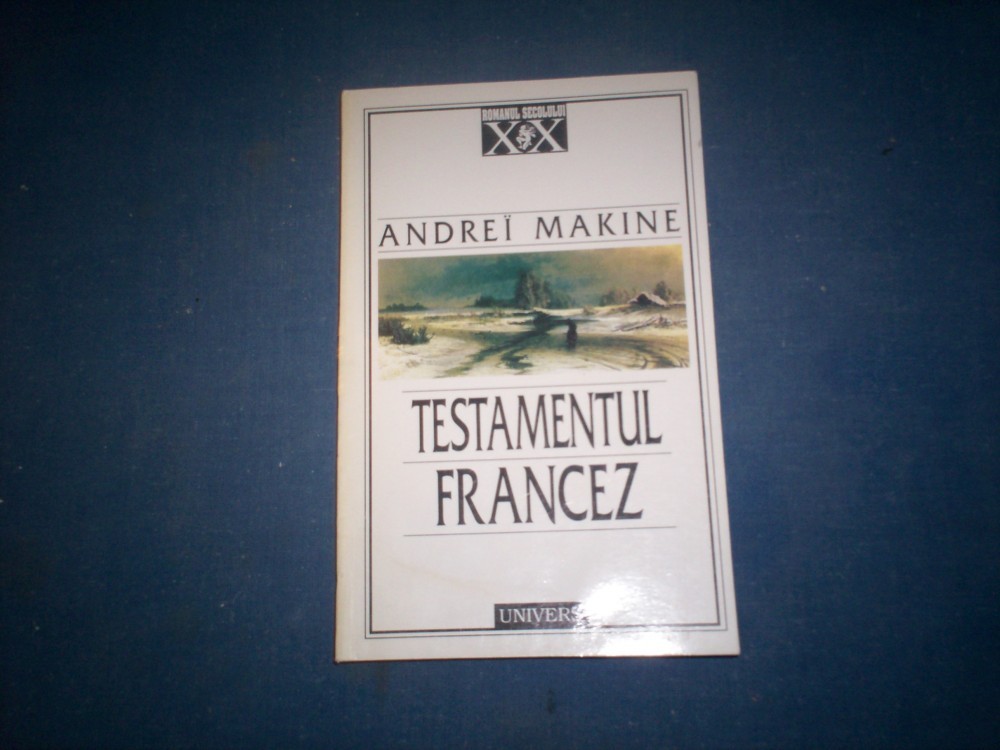 ROMANUL SECOLULUI
XX
ANDREÏ MAKINE
TESTAMENTUL
FRANCEZ
UNIVERS